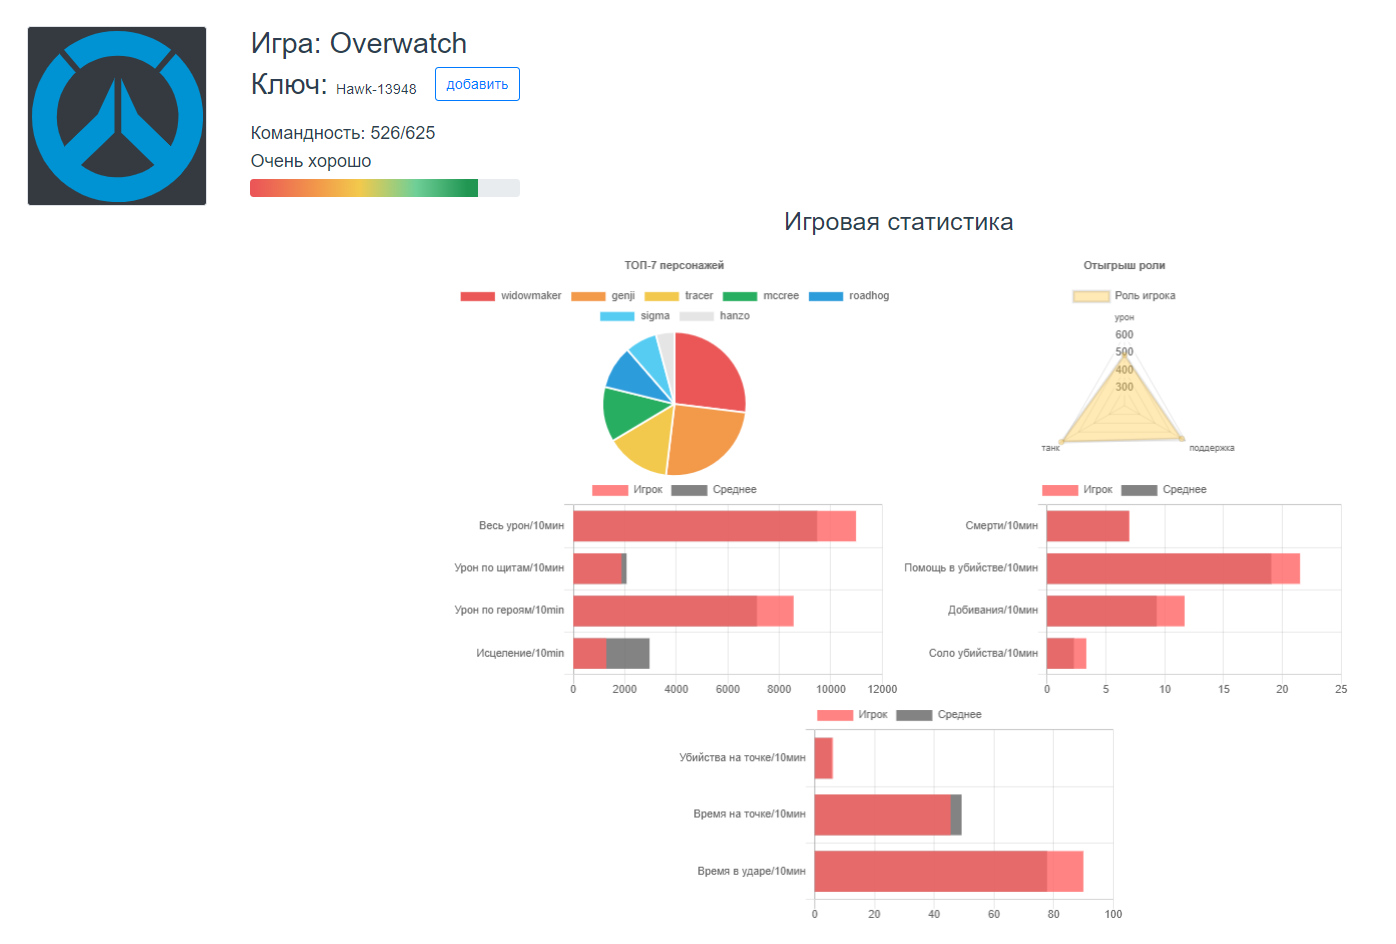 Игра: Overwatch
Ключ: Hawk-13948 добавить
Командность: 526/625
Очень хорошо
Игровая статистика
ТОП-7 персонажей
widowmaker genji tracer mccree roadhog
sigma hanzo
Отыгрыш роли
Роль игрока
урон
600
500
400
300
танк поддержка
Игрок Среднее
Весь урон/10мин
Урон по щитам/10мин
Урон по героям/10min
Исцеление/10min
0 2000 4000 6000 8000 10000 12000
Игрок Среднее
Смерти/10мин
Помощь в убийстве/10мин
Добивания/10мин
Соло убийства/10мин
0 5 10 15 20 25
Игрок Среднее
Убийства на точке/10мин
Время на точке/10мин
Время в ударе/10мин
0 20 40 60 80 100